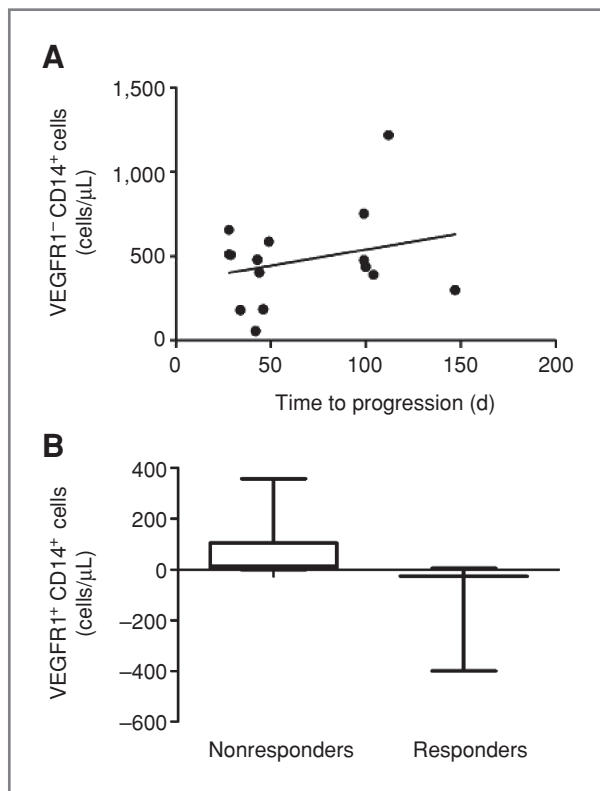 A
VEGFR1⁻ CD14⁺ cells
(cells/μL)
1,500
1,000
500
0
0 50 100 150 200
Time to progression (d)
B
VEGFR1⁺ CD14⁺ cells
(cells/μL)
400
200
0
−200
−400
−600
Nonresponders Responders